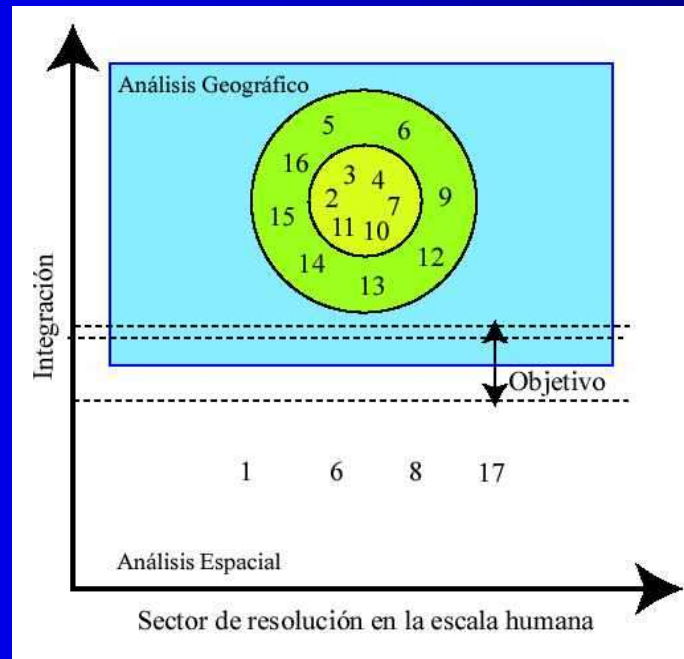 Análisis Geográfico
5 6
16 3 4
2 7 9
15
11 10
14 12
13
Integración
Objetivo
1 6 8 17
Análisis Espacial
Sector de resolución en la escala humana